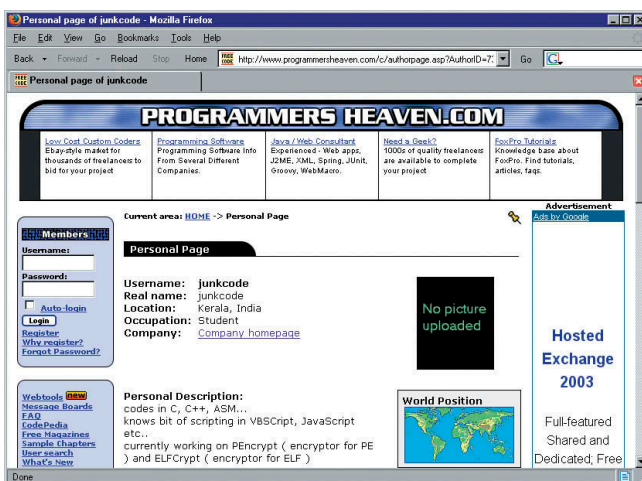 Personal page of junkcode - Mozilla Firefox
File Edit View Go Bookmarks Tools Help
Back Forward Reload Stop Home http://www.programmersheaven.com/c/authorpage.asp?AuthorID=7 Go G
Personal page of junkcode
PROGRAMMERS HEAVEN.COM
Low Cost Custom Coders
Ebay-style market for
thousands of freelancers to
bid for your project
Programming Software
Programming Software Info
From Several Different
Companies.
Java / Web Consultant
Experienced - Web apps,
J2ME, XML, Spring, JUnit,
Groovy, WebMacro.
Need a Geek?
1000s of quality freelancers
are available to complete
your project
FoxPro Tutorials
Knowledge base about
FoxPro. Find tutorials,
articles, faqs.
Members
Username:
Password:
Auto-login
Login
Register
Why register?
Forgot Password?
Webtools new
Message Boards
FAQ
CodePedia
Free Magazines
Sample Chapters
User search
What's New
Current area: HOME -> Personal Page
Personal Page
Username: junkcode
Real name: junkcode
Location: Kerala, India
Occupation: Student
Company: Company homepage
No picture
uploaded
Personal Description:
codes in C, C++, ASM...
knows bit of scripting in VBSCript, JavaScript
etc..
currently working on PEncrypt ( encryptor for PE
) and ELFCrypt ( encryptor for ELF )
World Position
Advertisement
Ads by Google
Hosted
Exchange
2003
Full-featured
Shared and
Dedicated; Free
Done